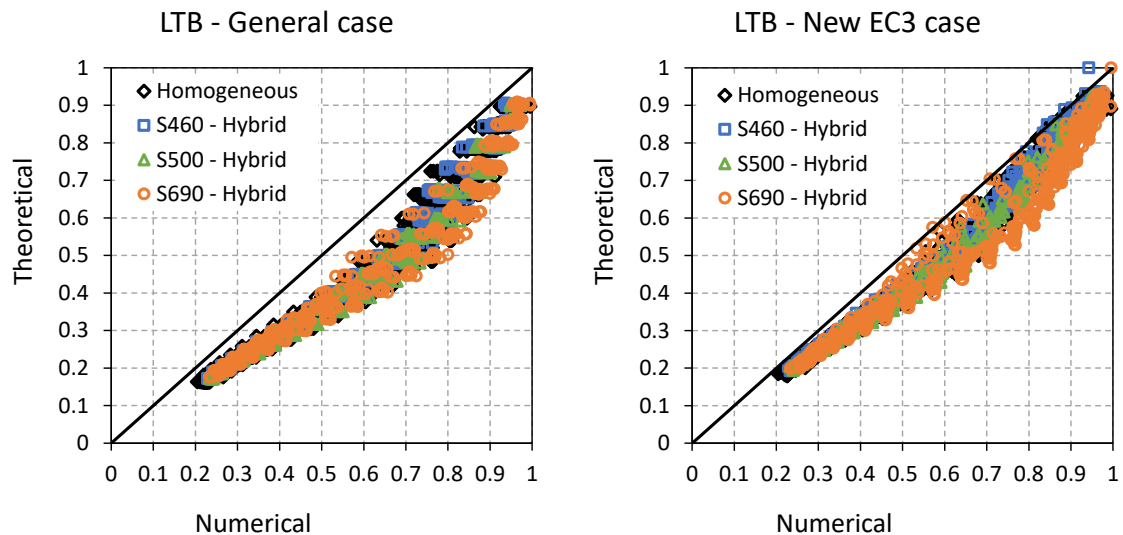 LTB - General case
1
0.9
0.8
0.7
0.6
0.5
0.4
0.3
0.2
0.1
0
Theoretical
Homogeneous
S460 - Hybrid
S500 - Hybrid
S690 - Hybrid
0 0.1 0.2 0.3 0.4 0.5 0.6 0.7 0.8 0.9 1
Numerical
LTB - New EC3 case
1
0.9
0.8
0.7
0.6
0.5
0.4
0.3
0.2
0.1
0
Theoretical
Homogeneous
S460 - Hybrid
S500 - Hybrid
S690 - Hybrid
0 0.1 0.2 0.3 0.4 0.5 0.6 0.7 0.8 0.9 1
Numerical